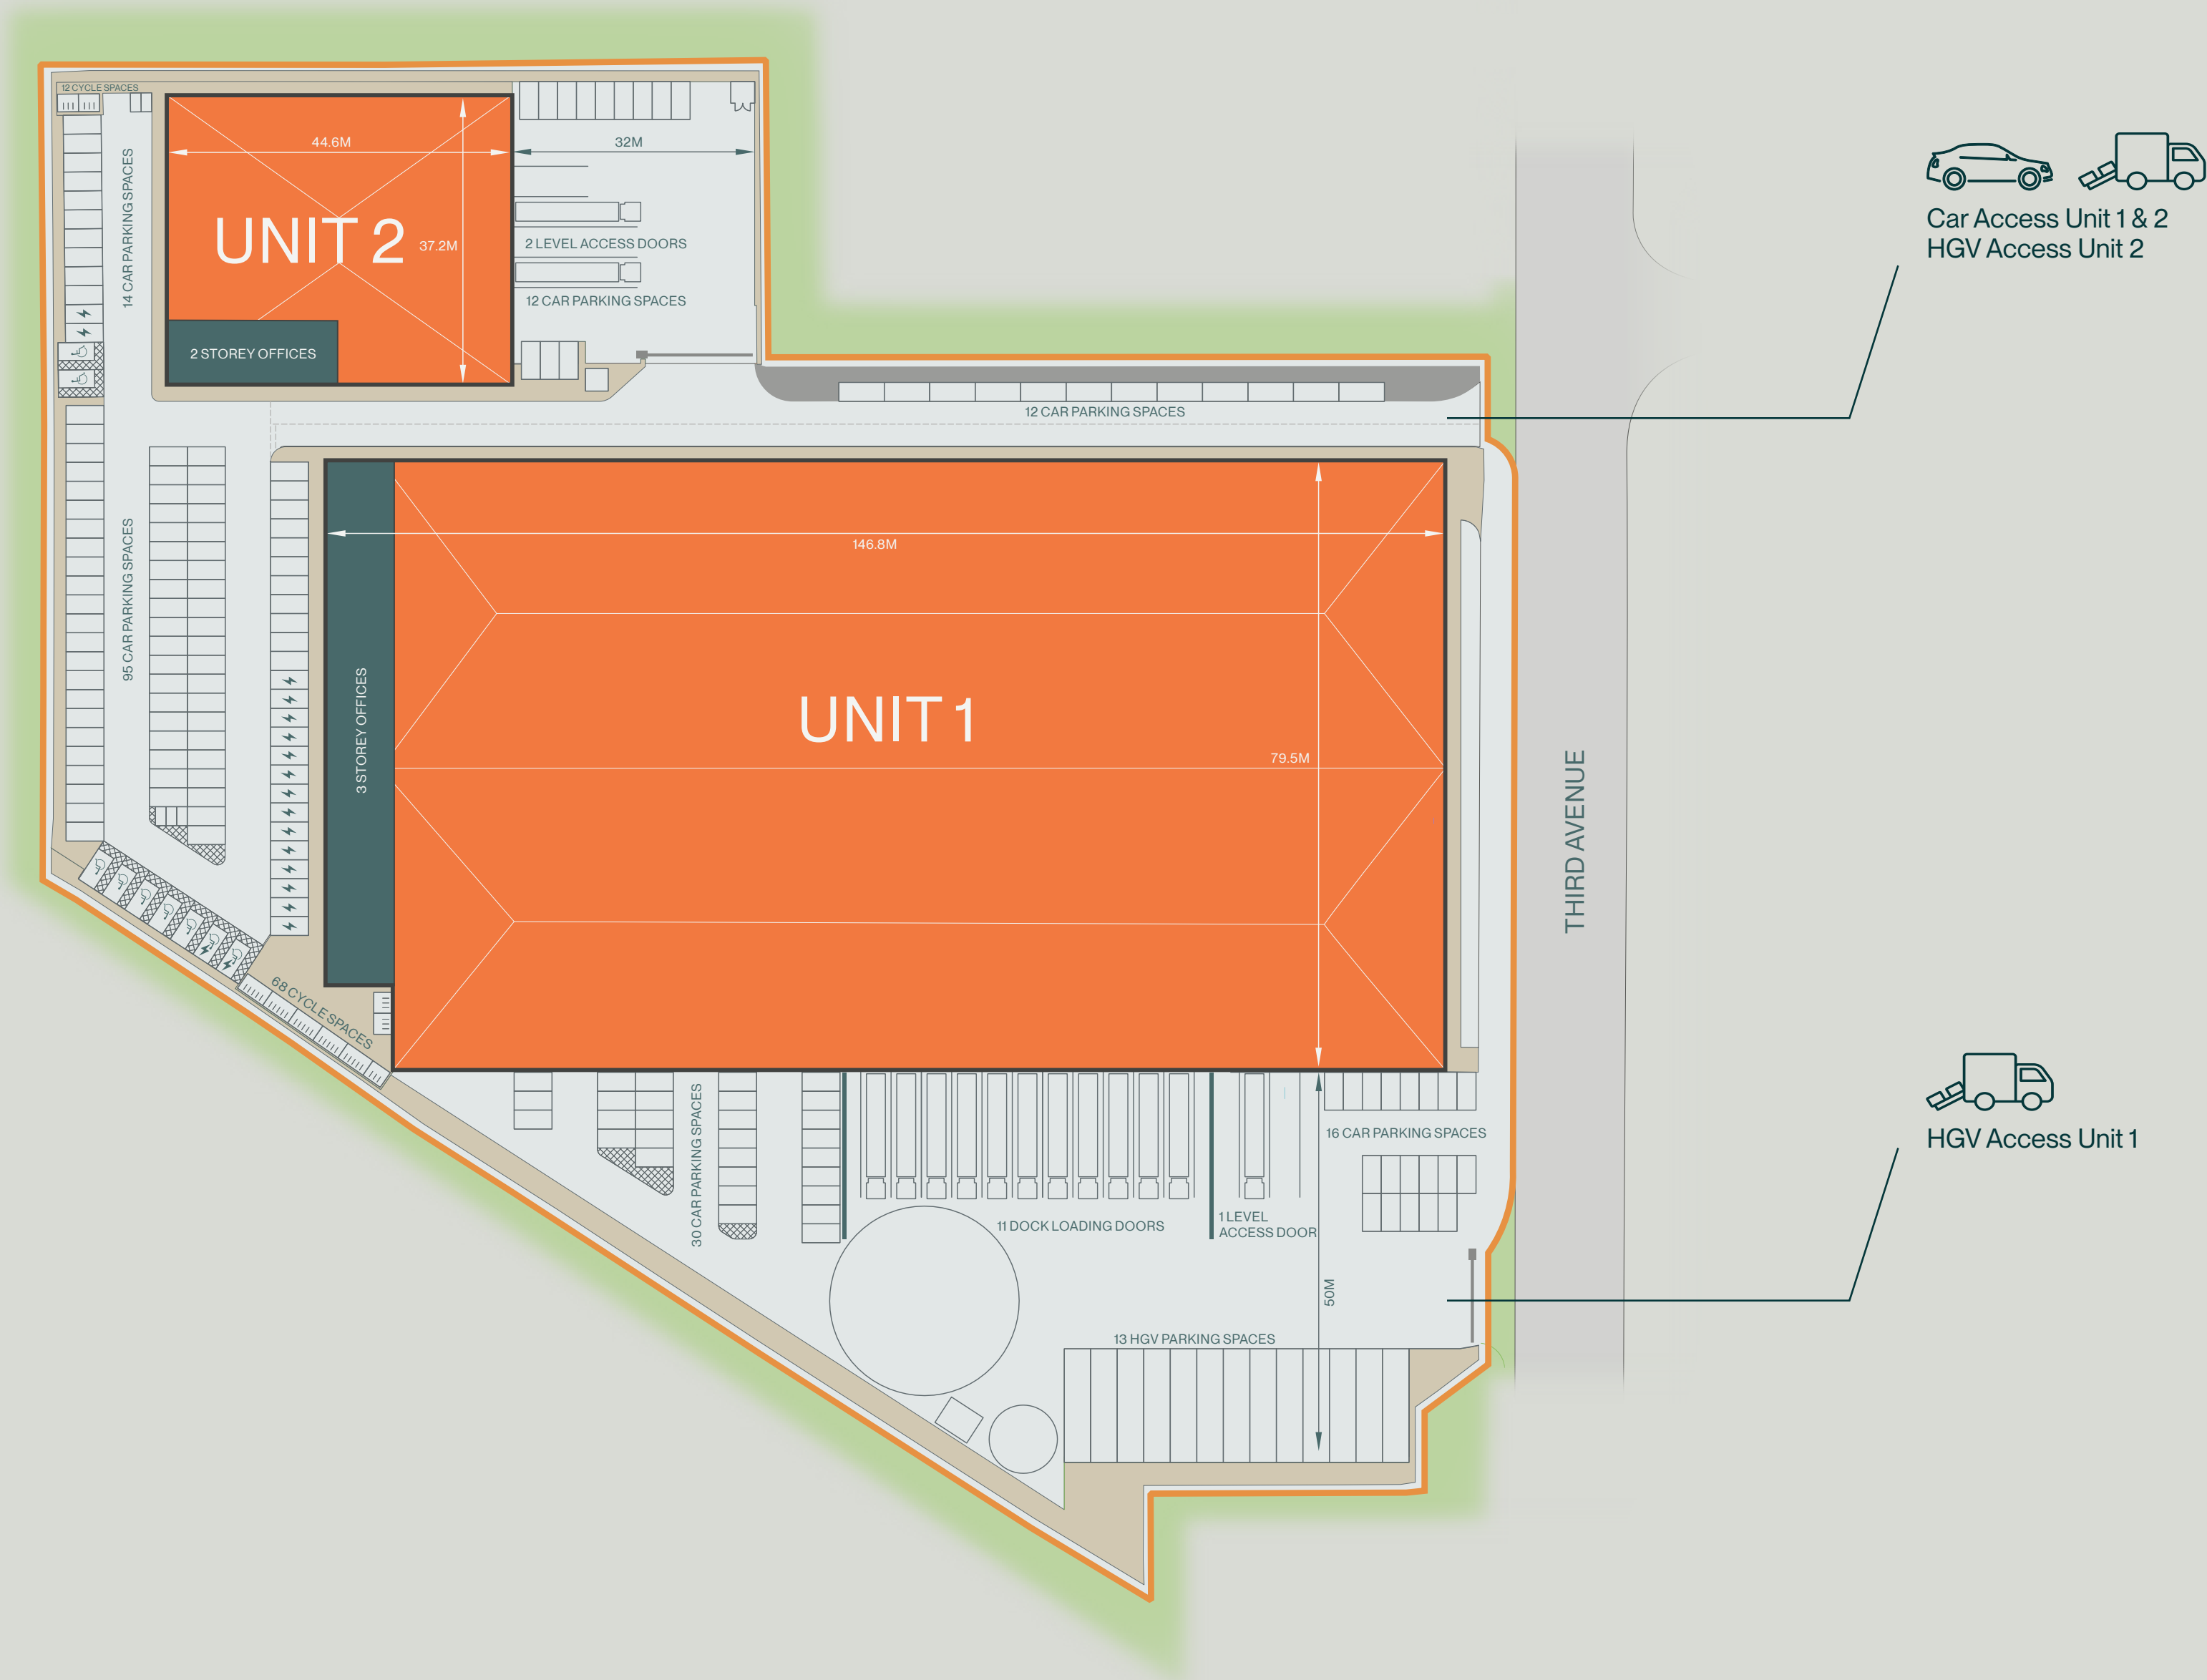 12 CYCLE SPACES
14 CAR PARKING SPACES
44.6M
32M
UNIT 2
37.2M
2 LEVEL ACCESS DOORS
12 CAR PARKING SPACES
2 STOREY OFFICES
Car Access Unit 1 & 2
HGV Access Unit 2
12 CAR PARKING SPACES
95 CAR PARKING SPACES
146.8M
3 STOREY OFFICES
UNIT 1
79.5M
THIRD AVENUE
68 CYCLE SPACES
30 CAR PARKING SPACES
16 CAR PARKING SPACES
11 DOCK LOADING DOORS
1 LEVEL
ACCESS DOOR
50M
13 HGV PARKING SPACES
HGV Access Unit 1